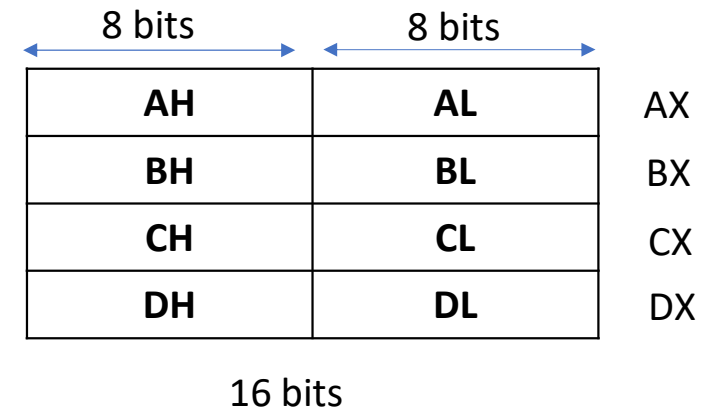 8 bits 8 bits
AH AL AX
BH BL BX
CH CL CX
DH DL DX
16 bits